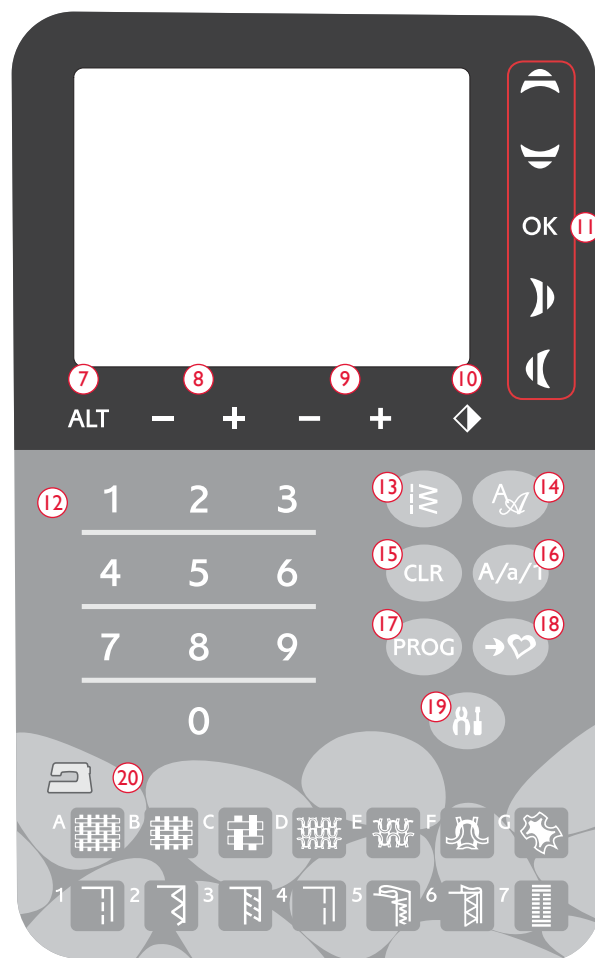 OK 11
7 8 9 10
ALT − + − +
12 1 2 3 13 14
4 5 6 15 CLR 16 A/a/1
7 8 9 17 PROG 18
0 19
20
A B C D E F G
1 2 3 4 5 6 7